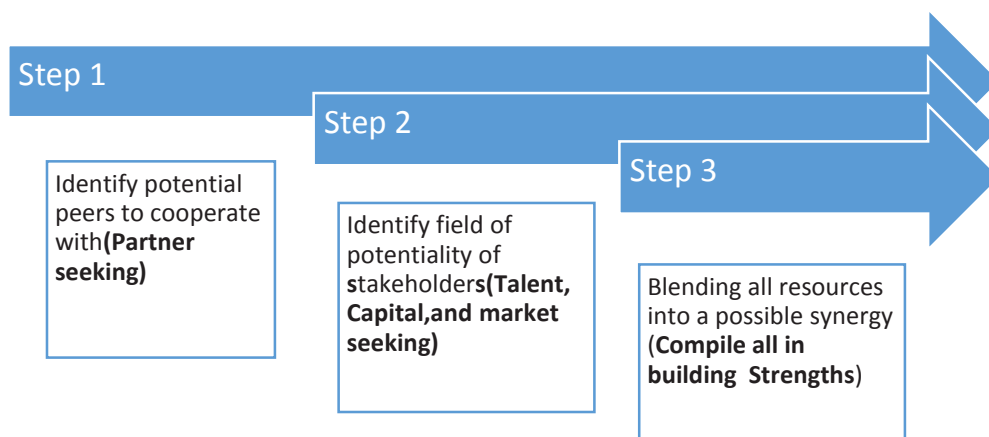 Step 1
Step 2
Step 3
Identify potential
peers to cooperate
with(Partner
seeking)
Identify field of
potentiality of
stakeholders(Talent,
Capital,and market
seeking)
Blending all resources
into a possible synergy
(Compile all in
building  Strengths)